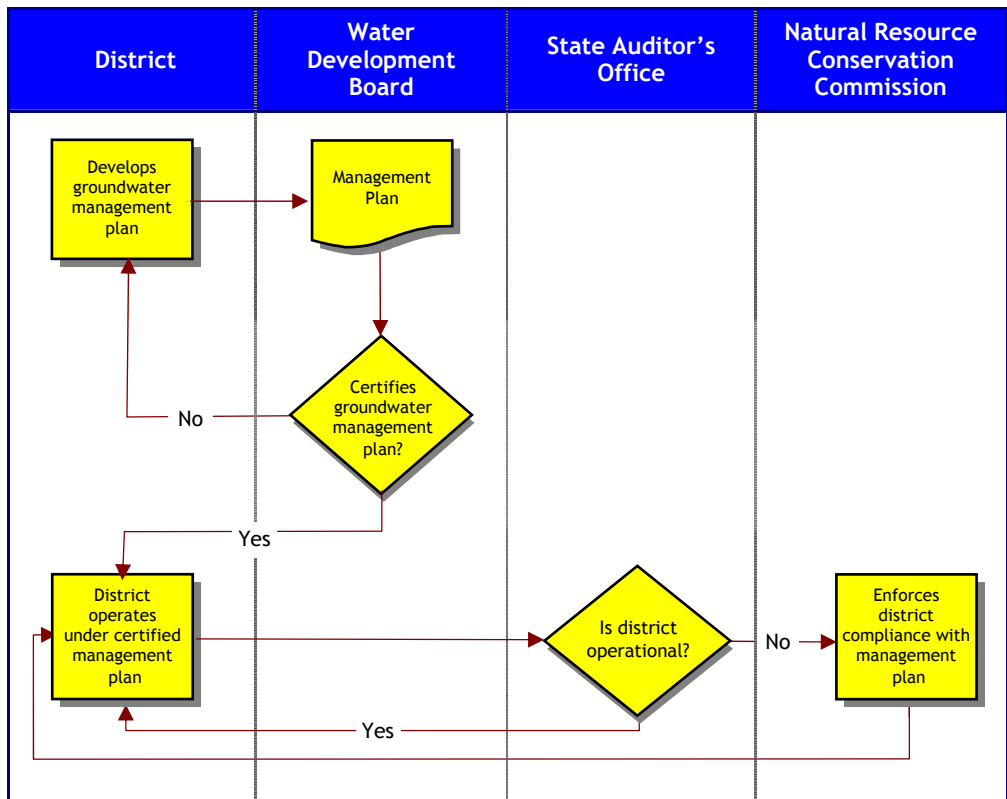 District
Water
Development
Board
State Auditor's
Office
Natural Resource
Conservation
Commission
Develops
groundwater
management
plan
Management
Plan
Certifies
groundwater
management
plan?
No
Yes
District
operates
under certified
management
plan
Is district
operational?
No
Enforces
district
compliance with
management
plan
Yes